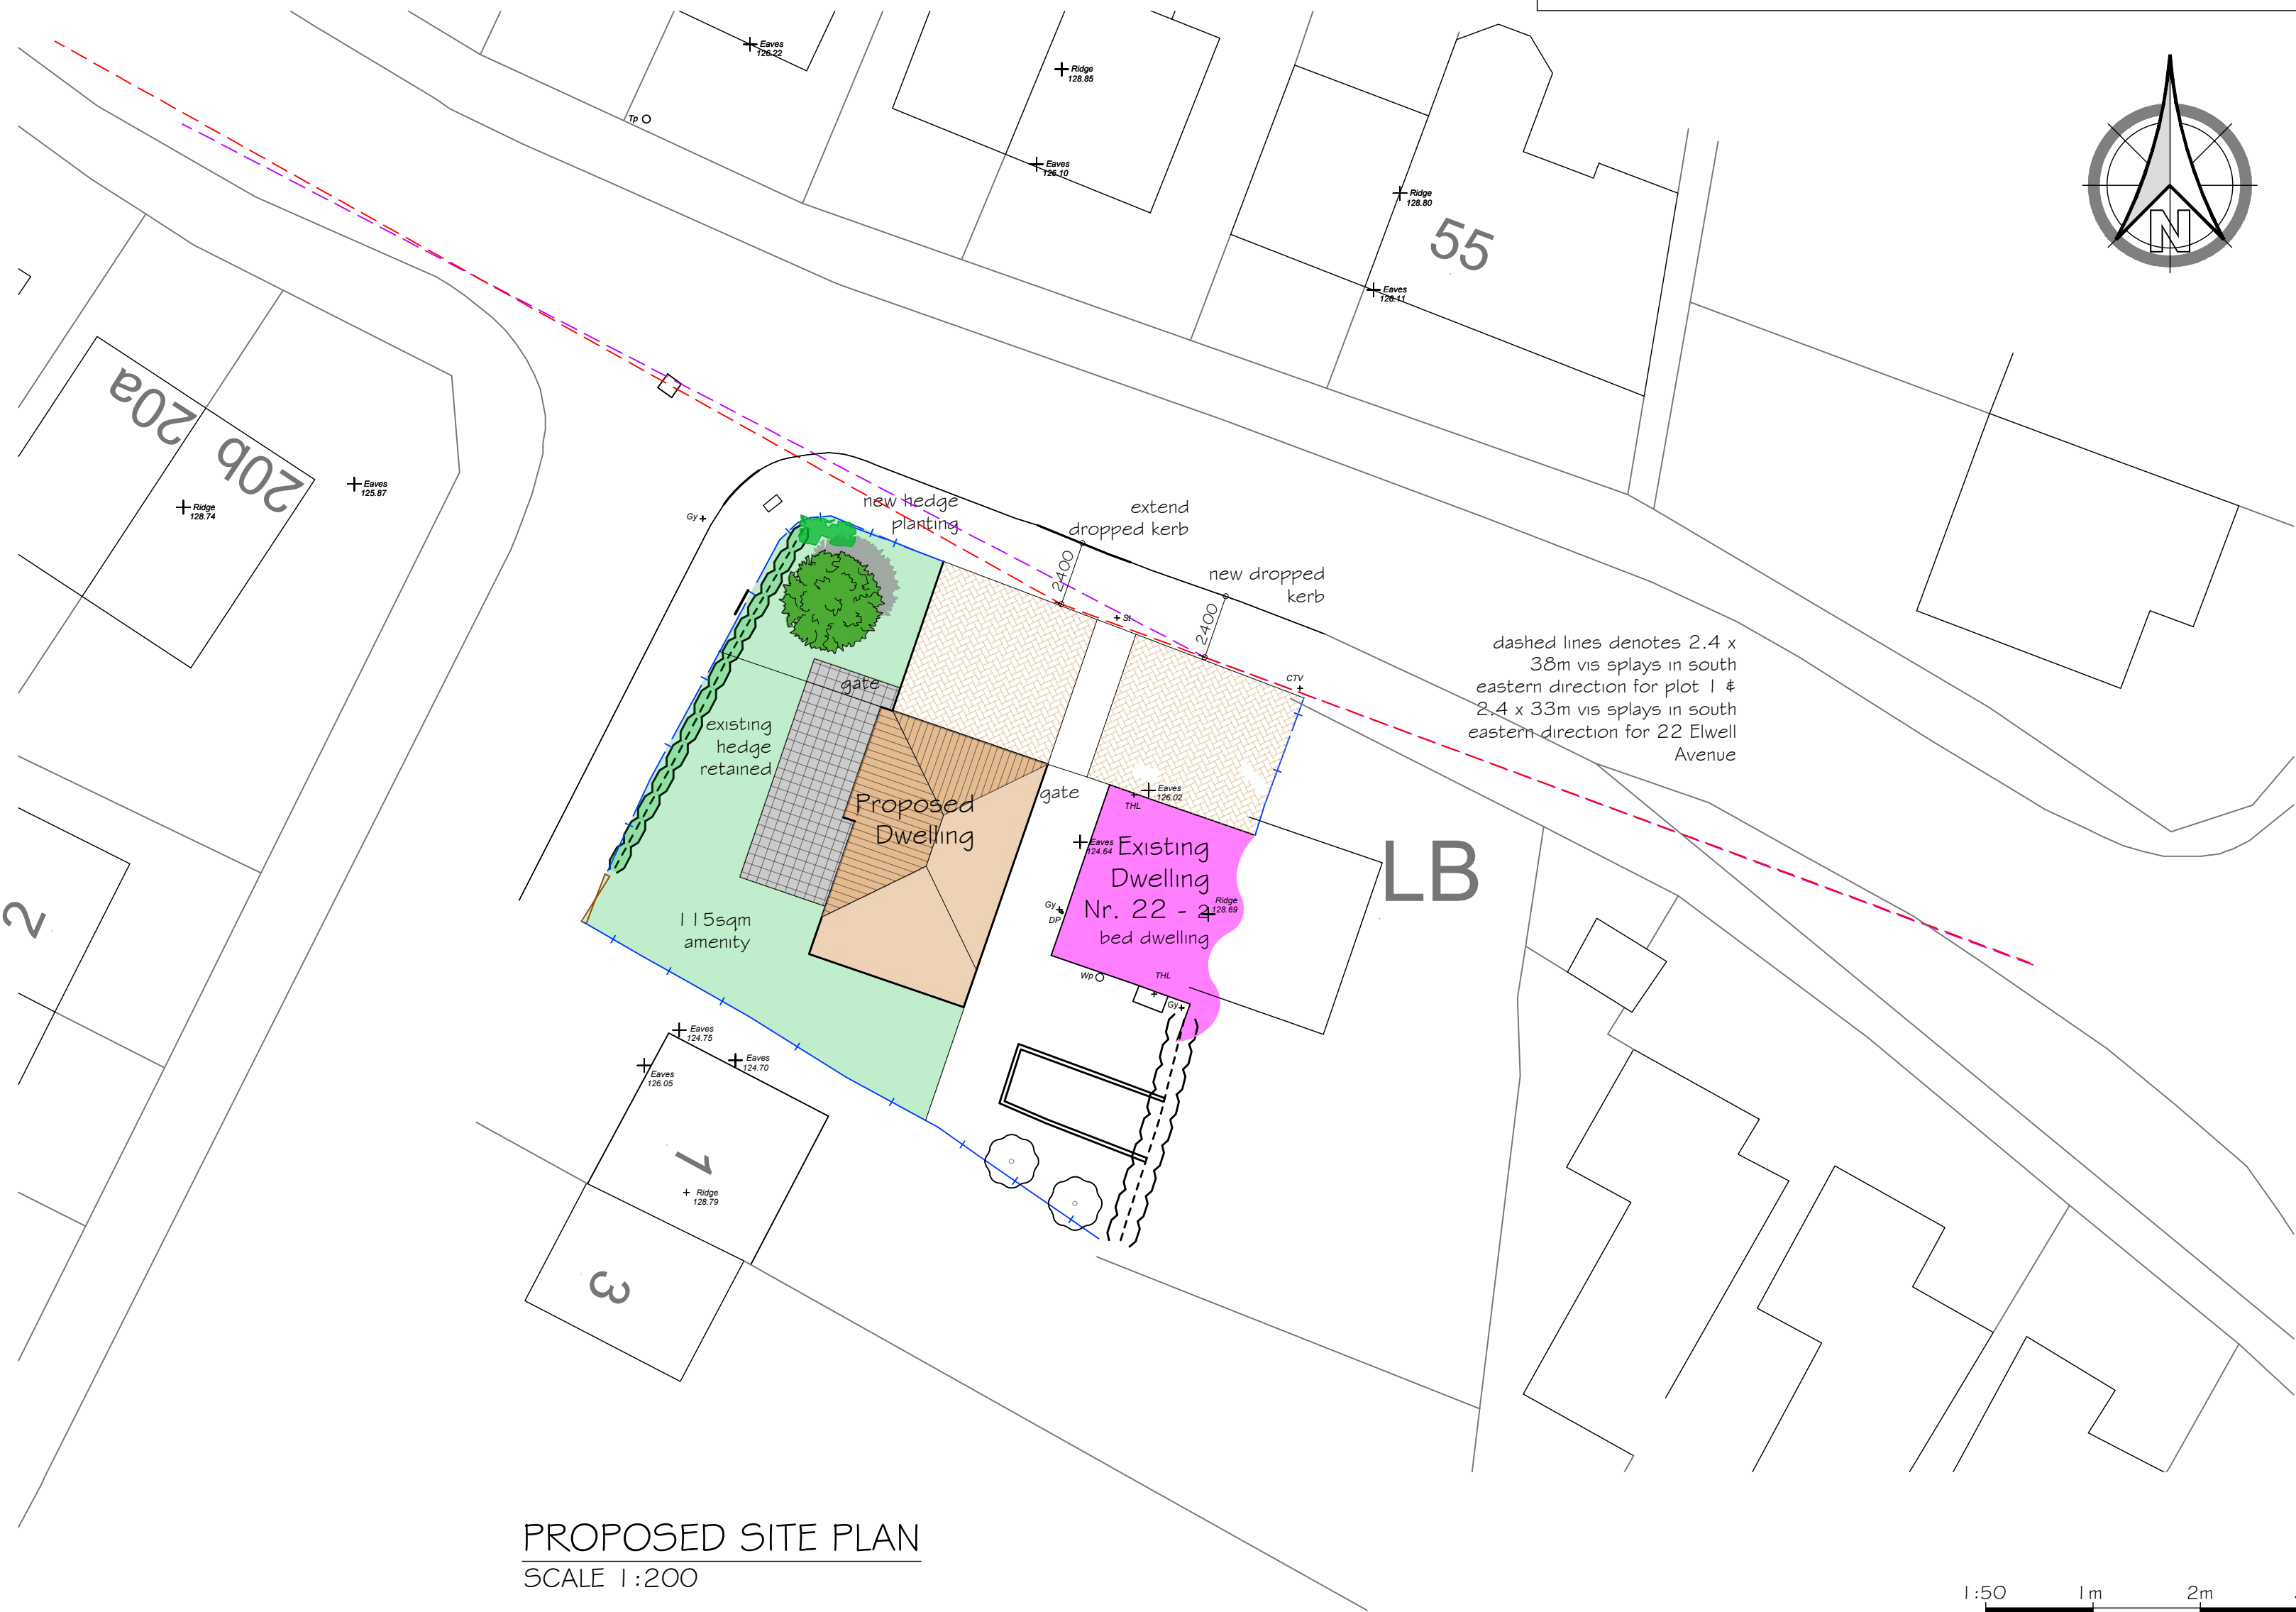 Eaves
126.22
Ridge
128.85
Tp
Eaves
126.10
Ridge
128.80
55
Eaves
126.11
N
20a
20b
Eaves
125.87
Ridge
128.74
Gy
new hedge
planting
extend
dropped kerb
2400
new dropped
kerb
2400
St
CTV
dashed lines denotes 2.4 x
38m vis splays in south
eastern direction for plot 1 &
2.4 x 33m vis splays in south
eastern direction for 22 Elwell
Avenue
gate
existing
hedge
retained
Proposed
Dwelling
gate
Eaves
126.02
THL
Eaves
124.64
Existing
Dwelling
Nr. 22 - 2
bed dwelling
Ridge
128.69
LB
Gy
DP
Wp
THL
Gy
115sqm
amenity
2
Eaves
124.75
Eaves
124.70
Eaves
126.05
1
Ridge
128.79
3
PROPOSED SITE PLAN
SCALE 1:200
1:50 1m 2m